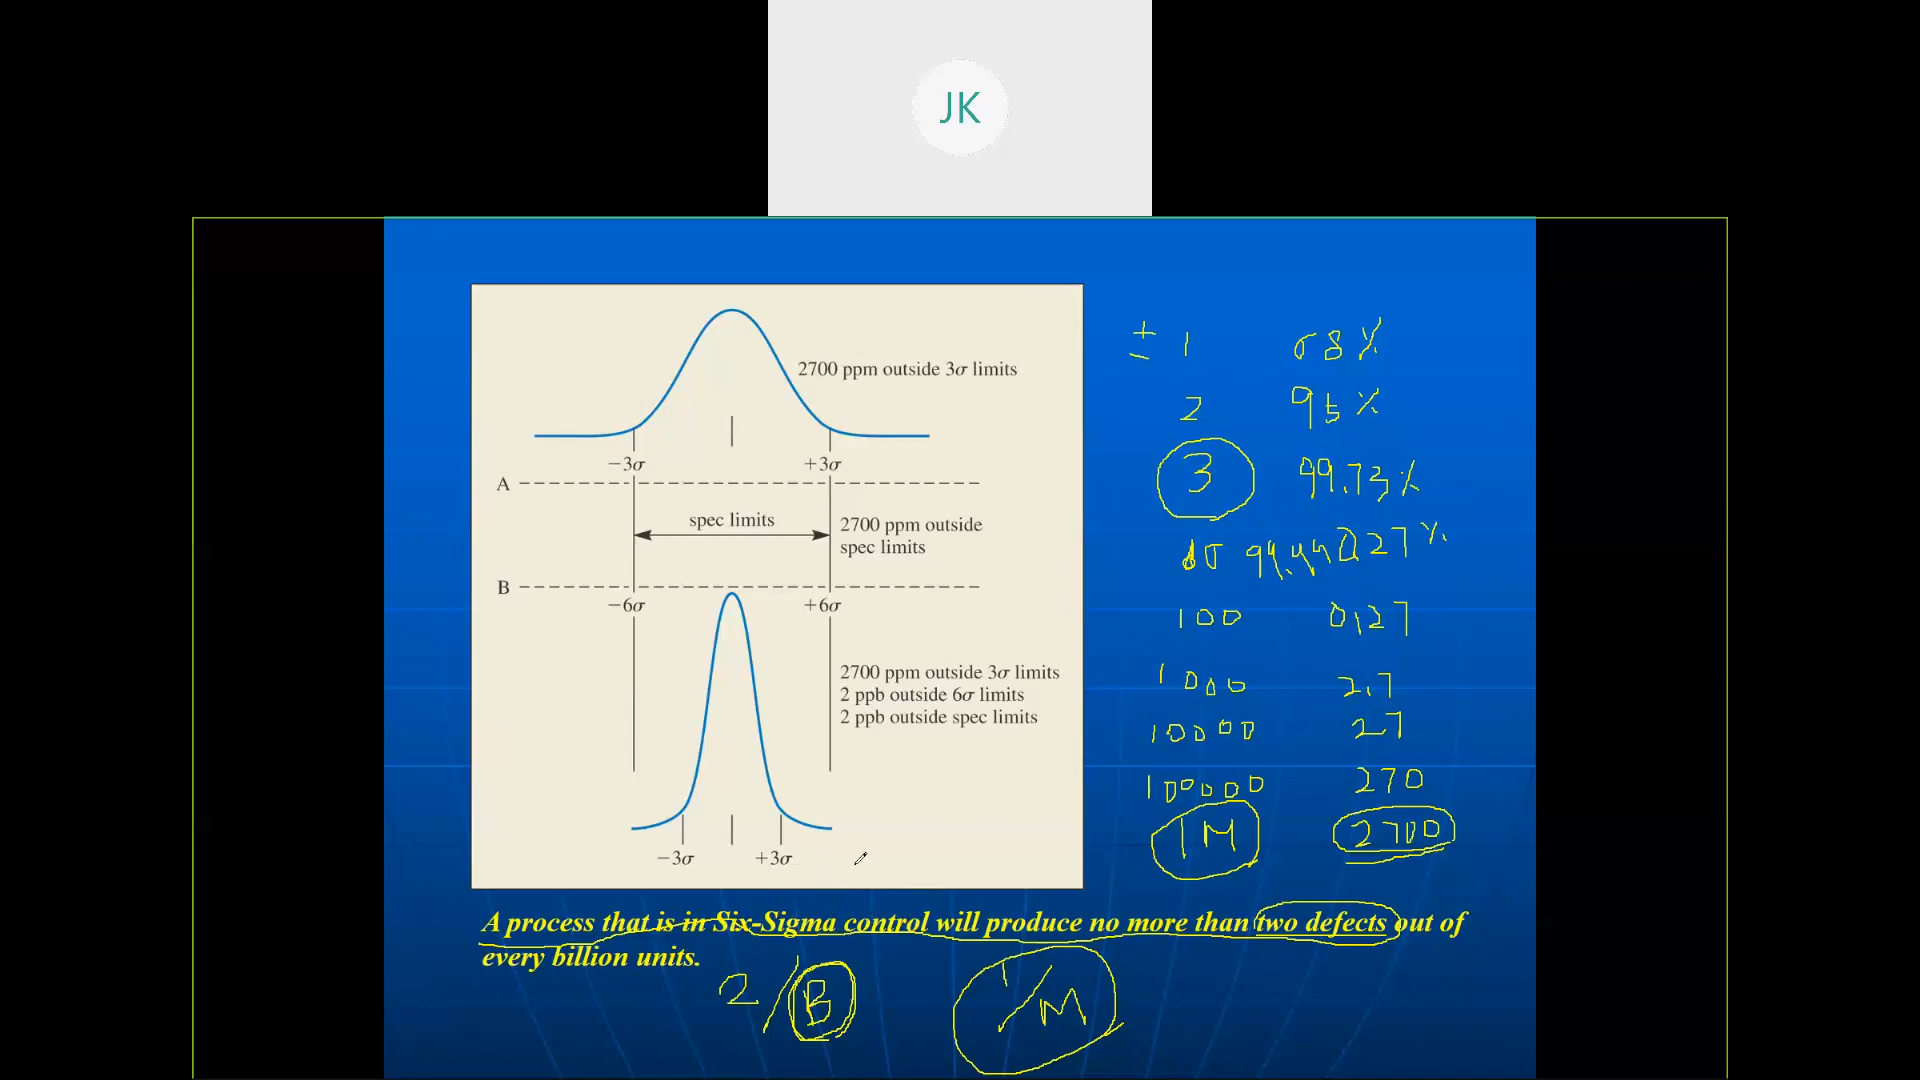 JK
2700 ppm outside 3σ limits
−3σ +3σ
A
spec limits
2700 ppm outside
spec limits
B
−6σ +6σ
2700 ppm outside 3σ limits
2 ppb outside 6σ limits
2 ppb outside spec limits
−3σ +3σ
± 1 68%
2 95%
3 99.73%
6σ 0.27%
100 0.27
1000 2.7
10000 27
100000 270
1M 2700
A process that is in Six-Sigma control will produce no more than two defects out of
every billion units.
2/B 1/M